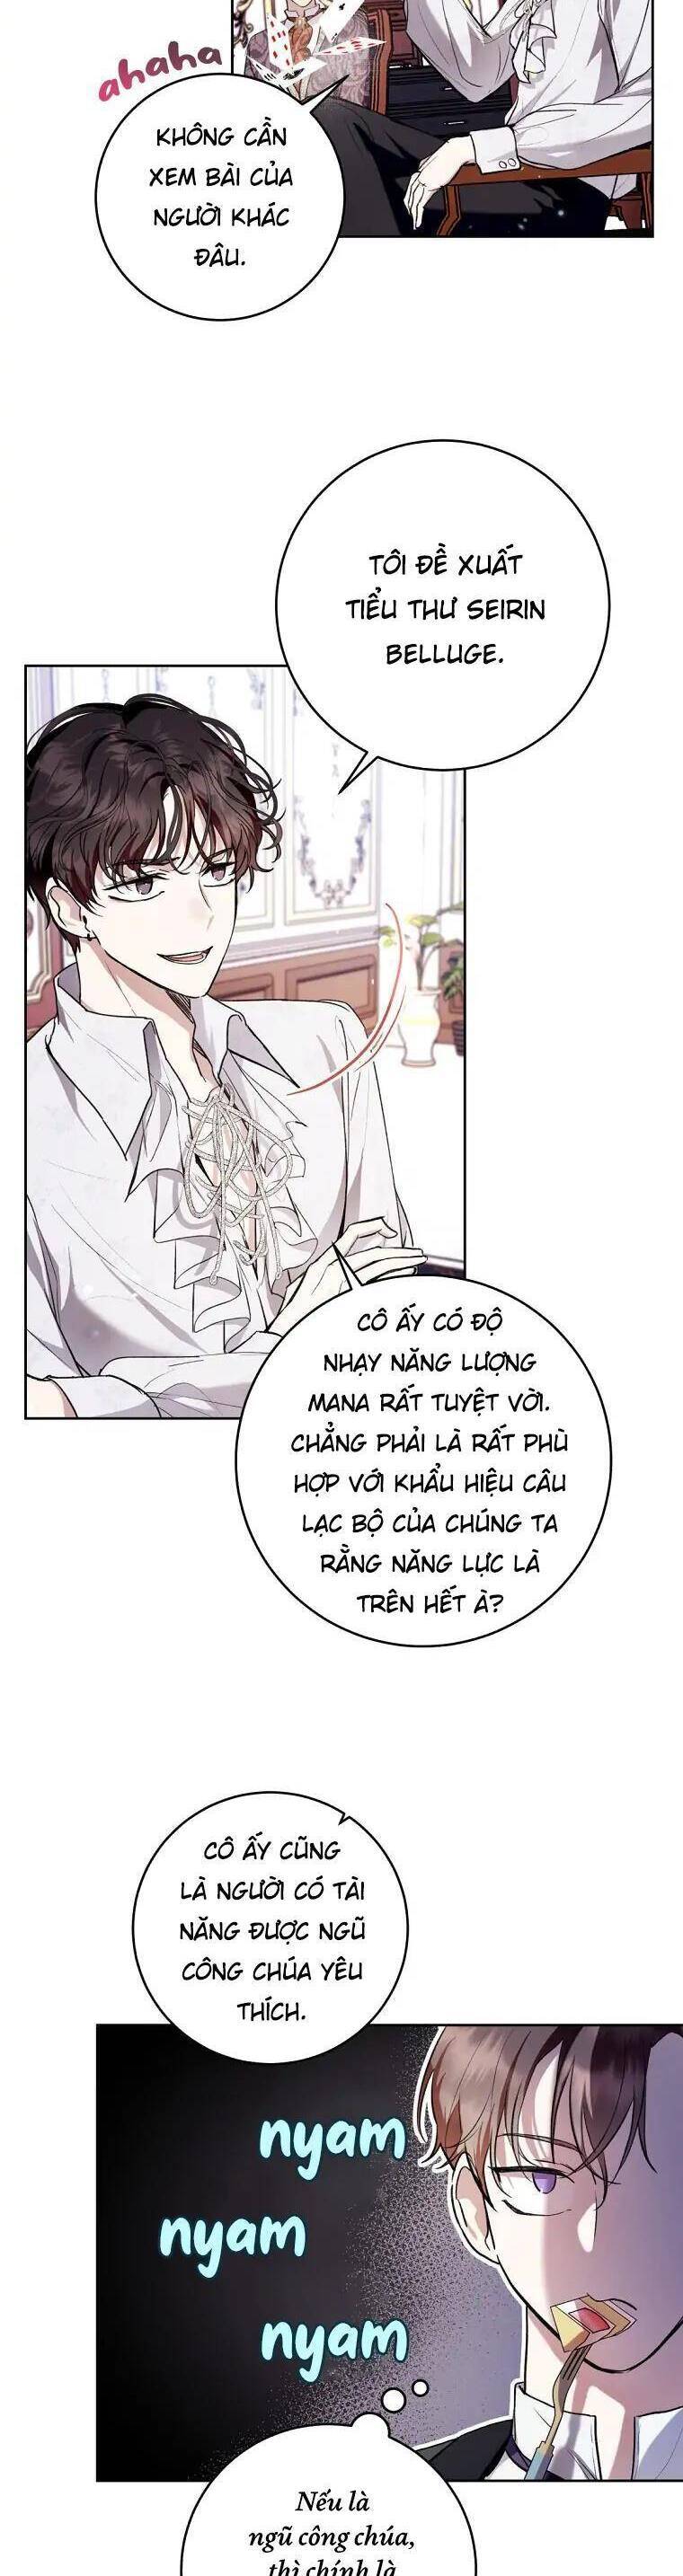 ahaha
KHÔNG CẦN
XEM BÀI CỦA
NGƯỜI KHÁC
ĐÂU.
TÔI ĐỀ XUẤT
TIỂU THƯ SEIRIN
BELLUGE.
CÔ ẤY CÓ ĐỘ
NHẠY NĂNG LƯỢNG
MANA RẤT TUYỆT VỜI.
CHẲNG PHẢI LÀ RẤT PHÙ
HỢP VỚI KHẨU HIỆU CÂU
LẠC BỘ CỦA CHÚNG TA
RẰNG NĂNG LỰC LÀ
TRÊN HẾT À?
CÔ ẤY CŨNG
LÀ NGƯỜI CÓ TÀI
NĂNG ĐƯỢC NGŨ
CÔNG CHÚA YÊU
THÍCH.
nyam
nyam
nyam
Nếu là
ngũ công chúa,
thì chính là